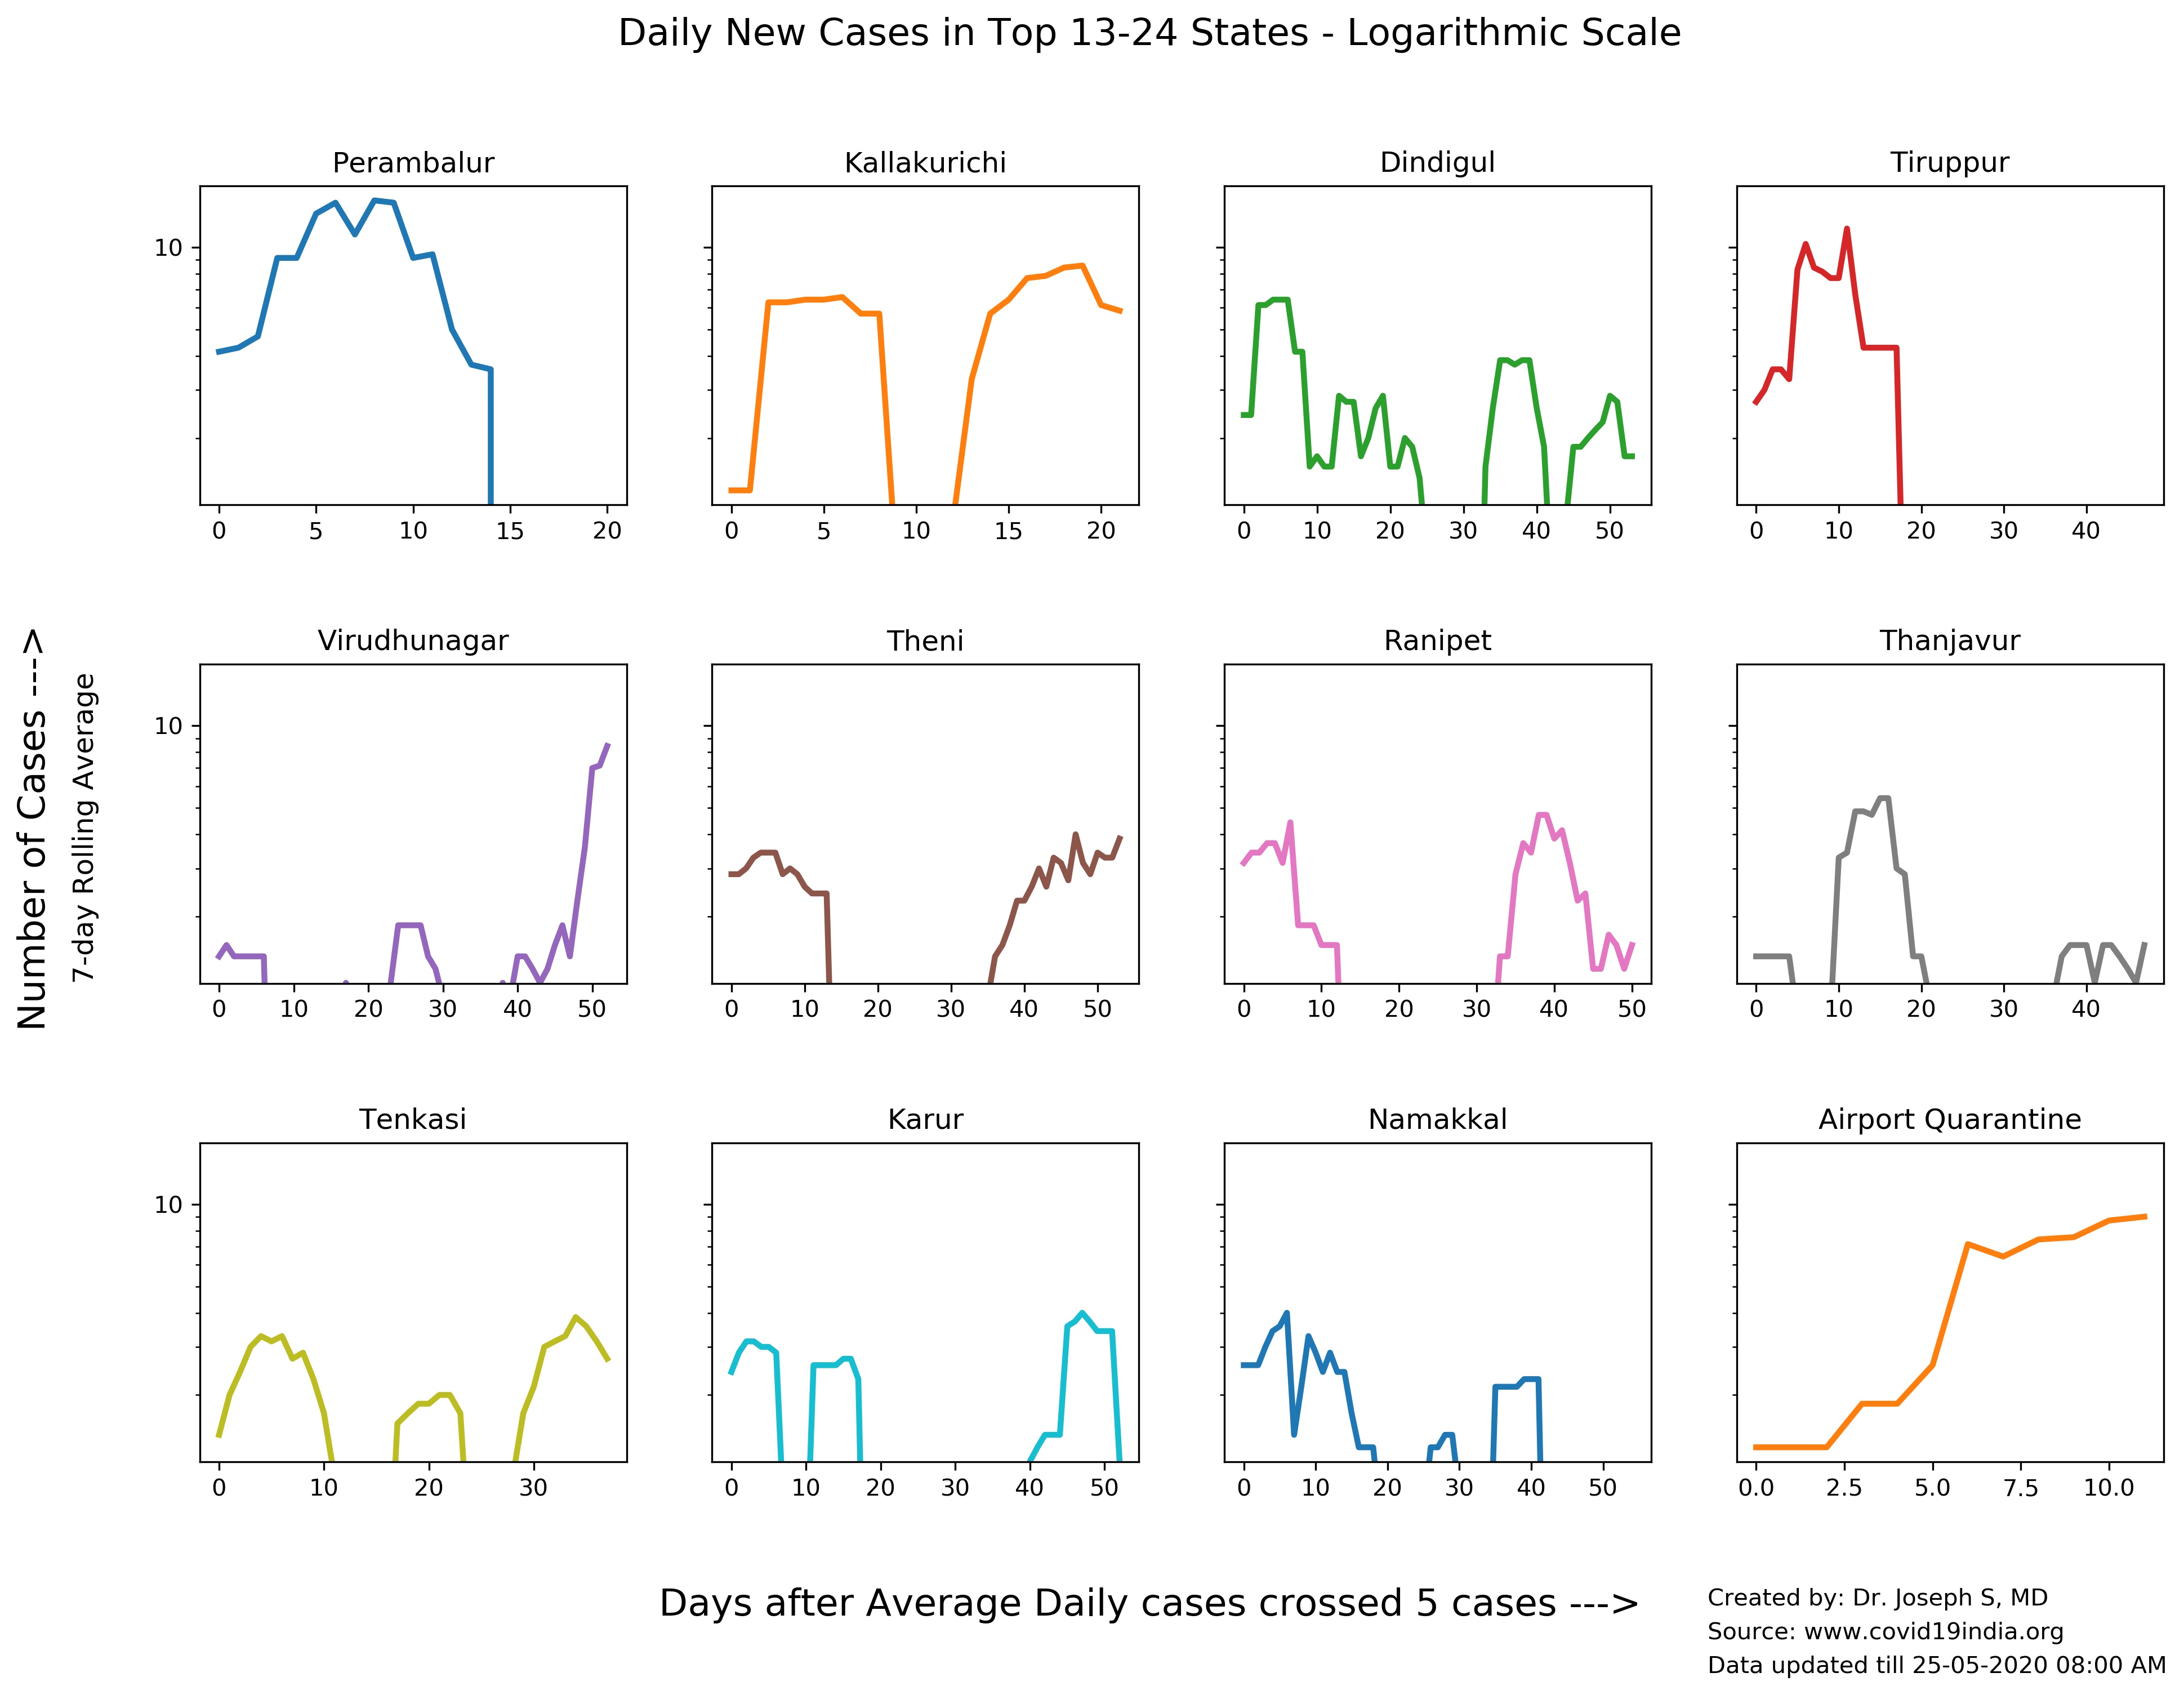 Daily New Cases in Top 13-24 States - Logarithmic Scale
Perambalur
Kallakurichi
Dindigul
Tiruppur
10
0 5 10 15 20
0 5 10 15 20
0 10 20 30 40 50
0 10 20 30 40
Number of Cases --->
7-day Rolling Average
Virudhunagar
Theni
Ranipet
Thanjavur
10
0 10 20 30 40 50
0 10 20 30 40 50
0 10 20 30 40 50
0 10 20 30 40
Tenkasi
Karur
Namakkal
Airport Quarantine
10
0 10 20 30
0 10 20 30 40 50
0 10 20 30 40 50
0.0 2.5 5.0 7.5 10.0
Days after Average Daily cases crossed 5 cases --->
Created by: Dr. Joseph S, MD
Source: www.covid19india.org
Data updated till 25-05-2020 08:00 AM